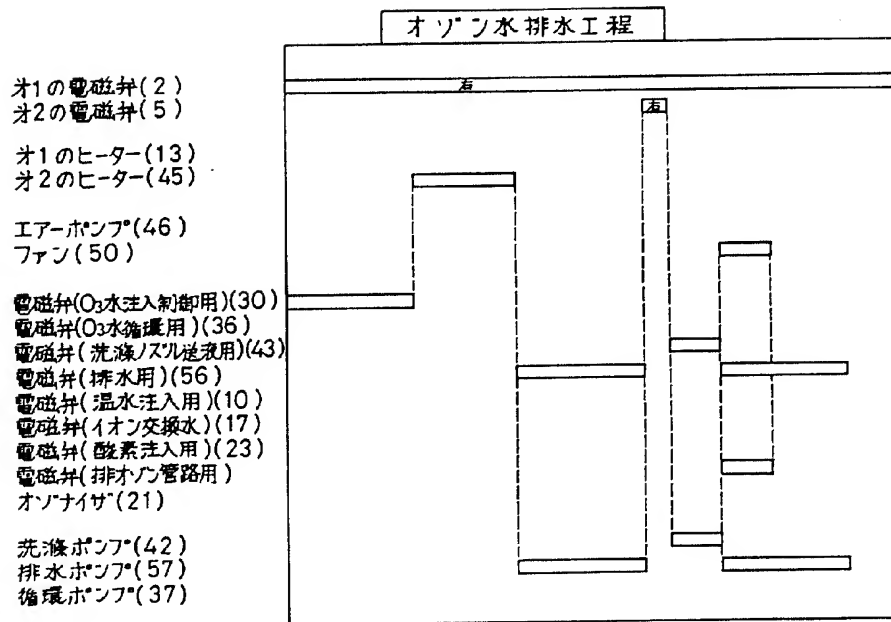 オゾン水排水工程
右
右
才1の電磁弁(2)
才2の電磁弁(5)
才1のヒーター(13)
才2のヒーター(45)
エアーポンプ(46)
ファン(50)
電磁弁(O₃水注入制御用)(30)
電磁弁(O₃水循環用)(36)
電磁弁(洗滌ノズル送液用)(43)
電磁弁(排水用)(56)
電磁弁(温水注入用)(10)
電磁弁(イオン交換水)(17)
電磁弁(酸素注入用)(23)
電磁弁(排オゾン管路用)
オゾナイザ(21)
洗滌ポンプ(42)
排水ポンプ(57)
循環ポンプ(37)